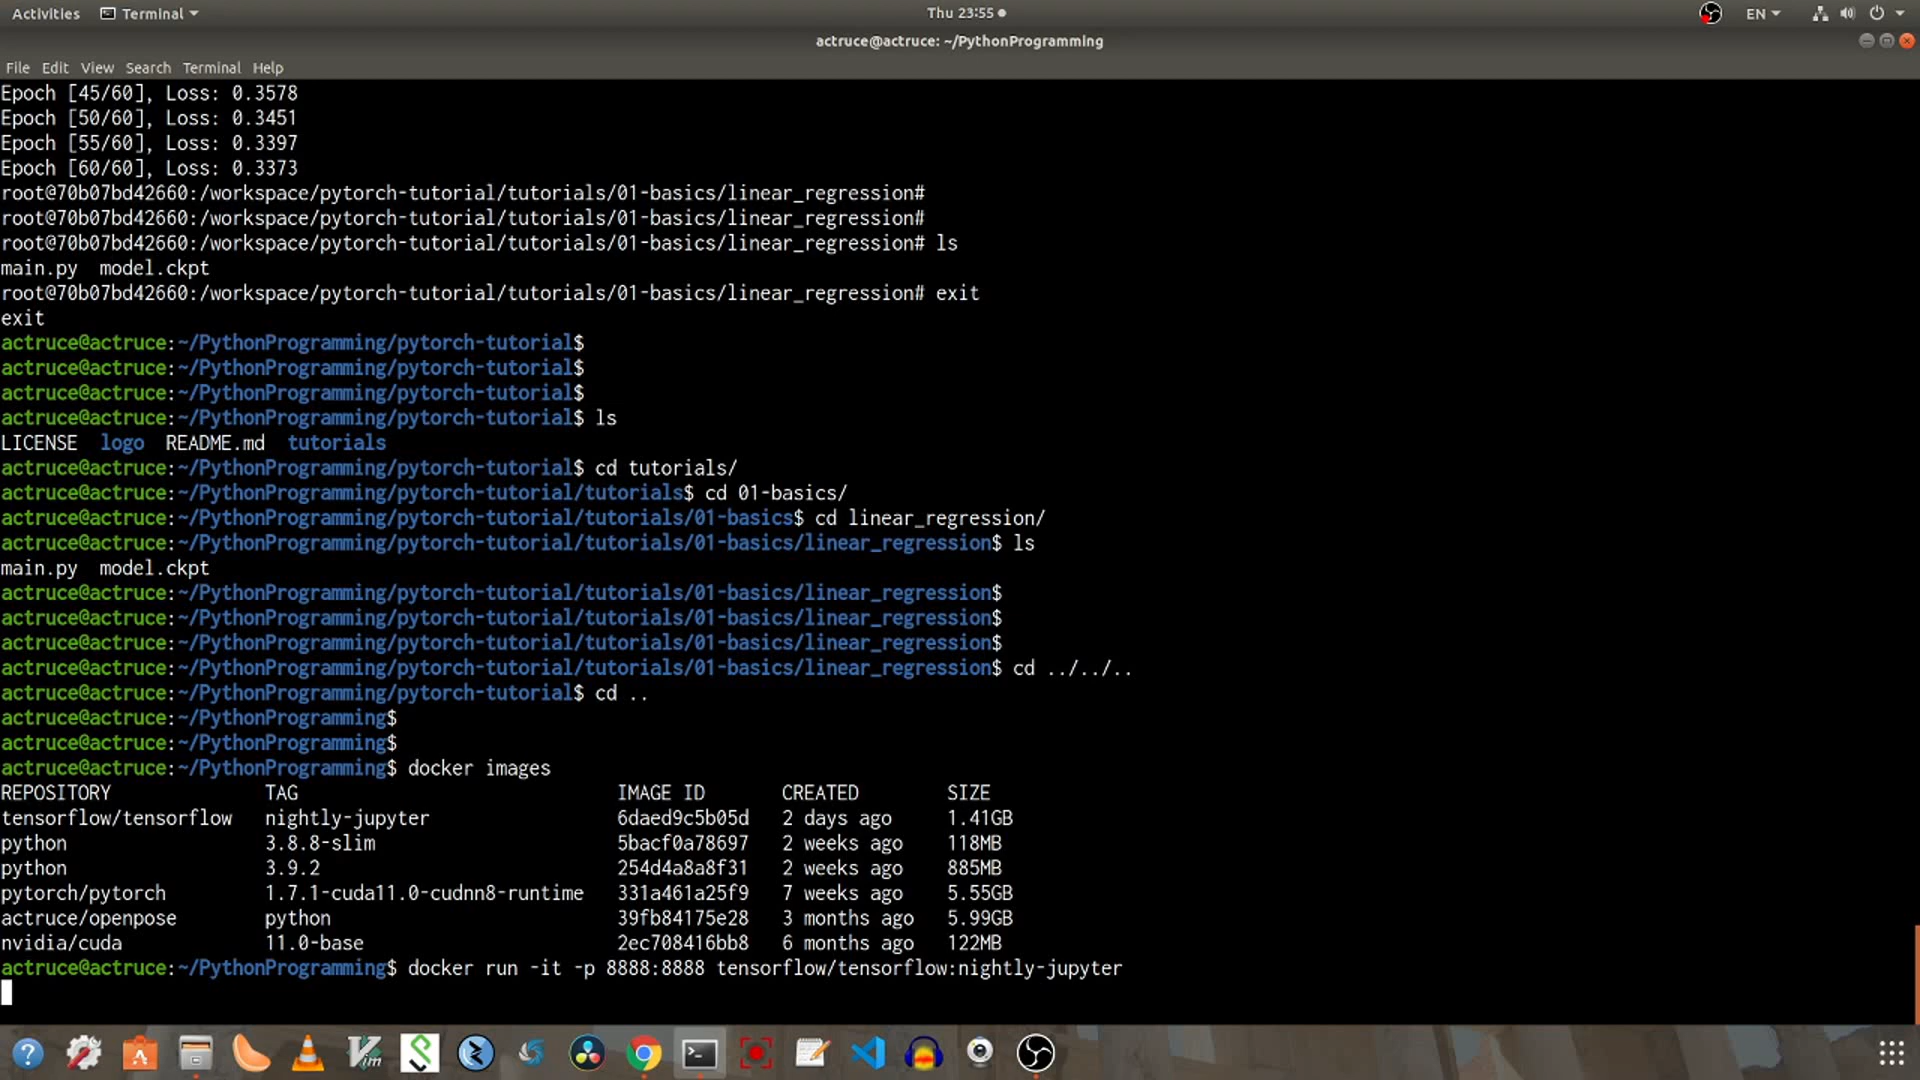 Activities Terminal Thu 23:55 EN
actruce@actruce: ~/PythonProgramming
File Edit View Search Terminal Help
Epoch [45/60], Loss: 0.3578
Epoch [50/60], Loss: 0.3451
Epoch [55/60], Loss: 0.3397
Epoch [60/60], Loss: 0.3373
root@70b07bd42660:/workspace/pytorch-tutorial/tutorials/01-basics/linear_regression#
root@70b07bd42660:/workspace/pytorch-tutorial/tutorials/01-basics/linear_regression#
root@70b07bd42660:/workspace/pytorch-tutorial/tutorials/01-basics/linear_regression# ls
main.py  model.ckpt
root@70b07bd42660:/workspace/pytorch-tutorial/tutorials/01-basics/linear_regression# exit
exit
actruce@actruce:~/PythonProgramming/pytorch-tutorial$
actruce@actruce:~/PythonProgramming/pytorch-tutorial$
actruce@actruce:~/PythonProgramming/pytorch-tutorial$
actruce@actruce:~/PythonProgramming/pytorch-tutorial$ ls
LICENSE  logo  README.md  tutorials
actruce@actruce:~/PythonProgramming/pytorch-tutorial$ cd tutorials/
actruce@actruce:~/PythonProgramming/pytorch-tutorial/tutorials$ cd 01-basics/
actruce@actruce:~/PythonProgramming/pytorch-tutorial/tutorials/01-basics$ cd linear_regression/
actruce@actruce:~/PythonProgramming/pytorch-tutorial/tutorials/01-basics/linear_regression$ ls
main.py  model.ckpt
actruce@actruce:~/PythonProgramming/pytorch-tutorial/tutorials/01-basics/linear_regression$
actruce@actruce:~/PythonProgramming/pytorch-tutorial/tutorials/01-basics/linear_regression$
actruce@actruce:~/PythonProgramming/pytorch-tutorial/tutorials/01-basics/linear_regression$
actruce@actruce:~/PythonProgramming/pytorch-tutorial/tutorials/01-basics/linear_regression$ cd ../../..
actruce@actruce:~/PythonProgramming/pytorch-tutorial$ cd ..
actruce@actruce:~/PythonProgramming$
actruce@actruce:~/PythonProgramming$
actruce@actruce:~/PythonProgramming$ docker images
REPOSITORY TAG IMAGE ID CREATED SIZE
tensorflow/tensorflow nightly-jupyter 6daed9c5b05d 2 days ago 1.41GB
python 3.8.8-slim 5bacf0a78697 2 weeks ago 118MB
python 3.9.2 254d4a8a8f31 2 weeks ago 885MB
pytorch/pytorch 1.7.1-cuda11.0-cudnn8-runtime 331a461a25f9 7 weeks ago 5.55GB
actruce/openpose python 39fb84175e28 3 months ago 5.99GB
nvidia/cuda 11.0-base 2ec708416bb8 6 months ago 122MB
actruce@actruce:~/PythonProgramming$ docker run -it -p 8888:8888 tensorflow/tensorflow:nightly-jupyter